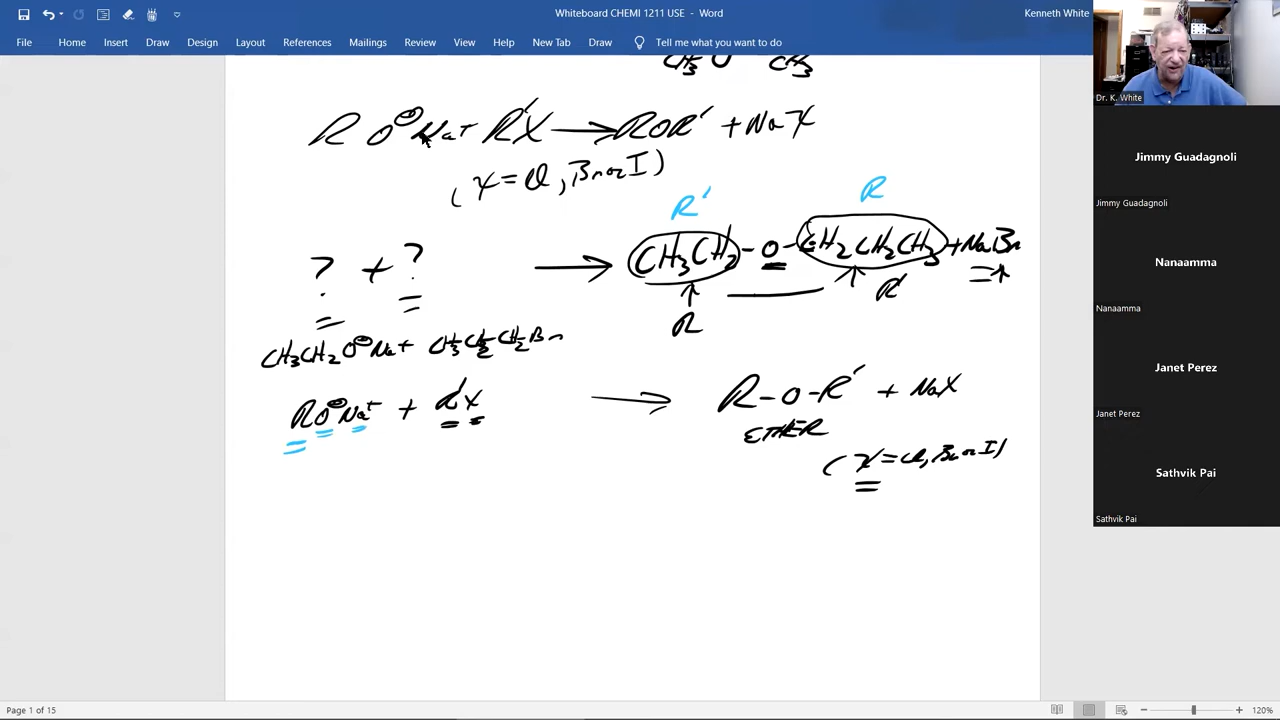 Whiteboard CHEMI 1211 USE - Word
Kenneth White
File Home Insert Draw Design Layout References Mailings Review View Help New Tab Draw Tell me what you want to do
CH3 O CH3
R O⊖Na+ R'X → ROR' + NaX
(X = Cl, Br or I)
R' R
? + ? → CH3CH2 - O - CH2CH2CH3 + NaBr
R R'
CH3CH2O⊖Na+ CH3CH2CH2Br
RO⊖Na+ + R'X → R - O - R' + NaX
ETHER
(X = Cl, Br or I)
Dr. K. White
Jimmy Guadagnoli
Jimmy Guadagnoli
Nanaamma
Nanaamma
Janet Perez
Janet Perez
Sathvik Pai
Sathvik Pai
Page 1 of 15
120%